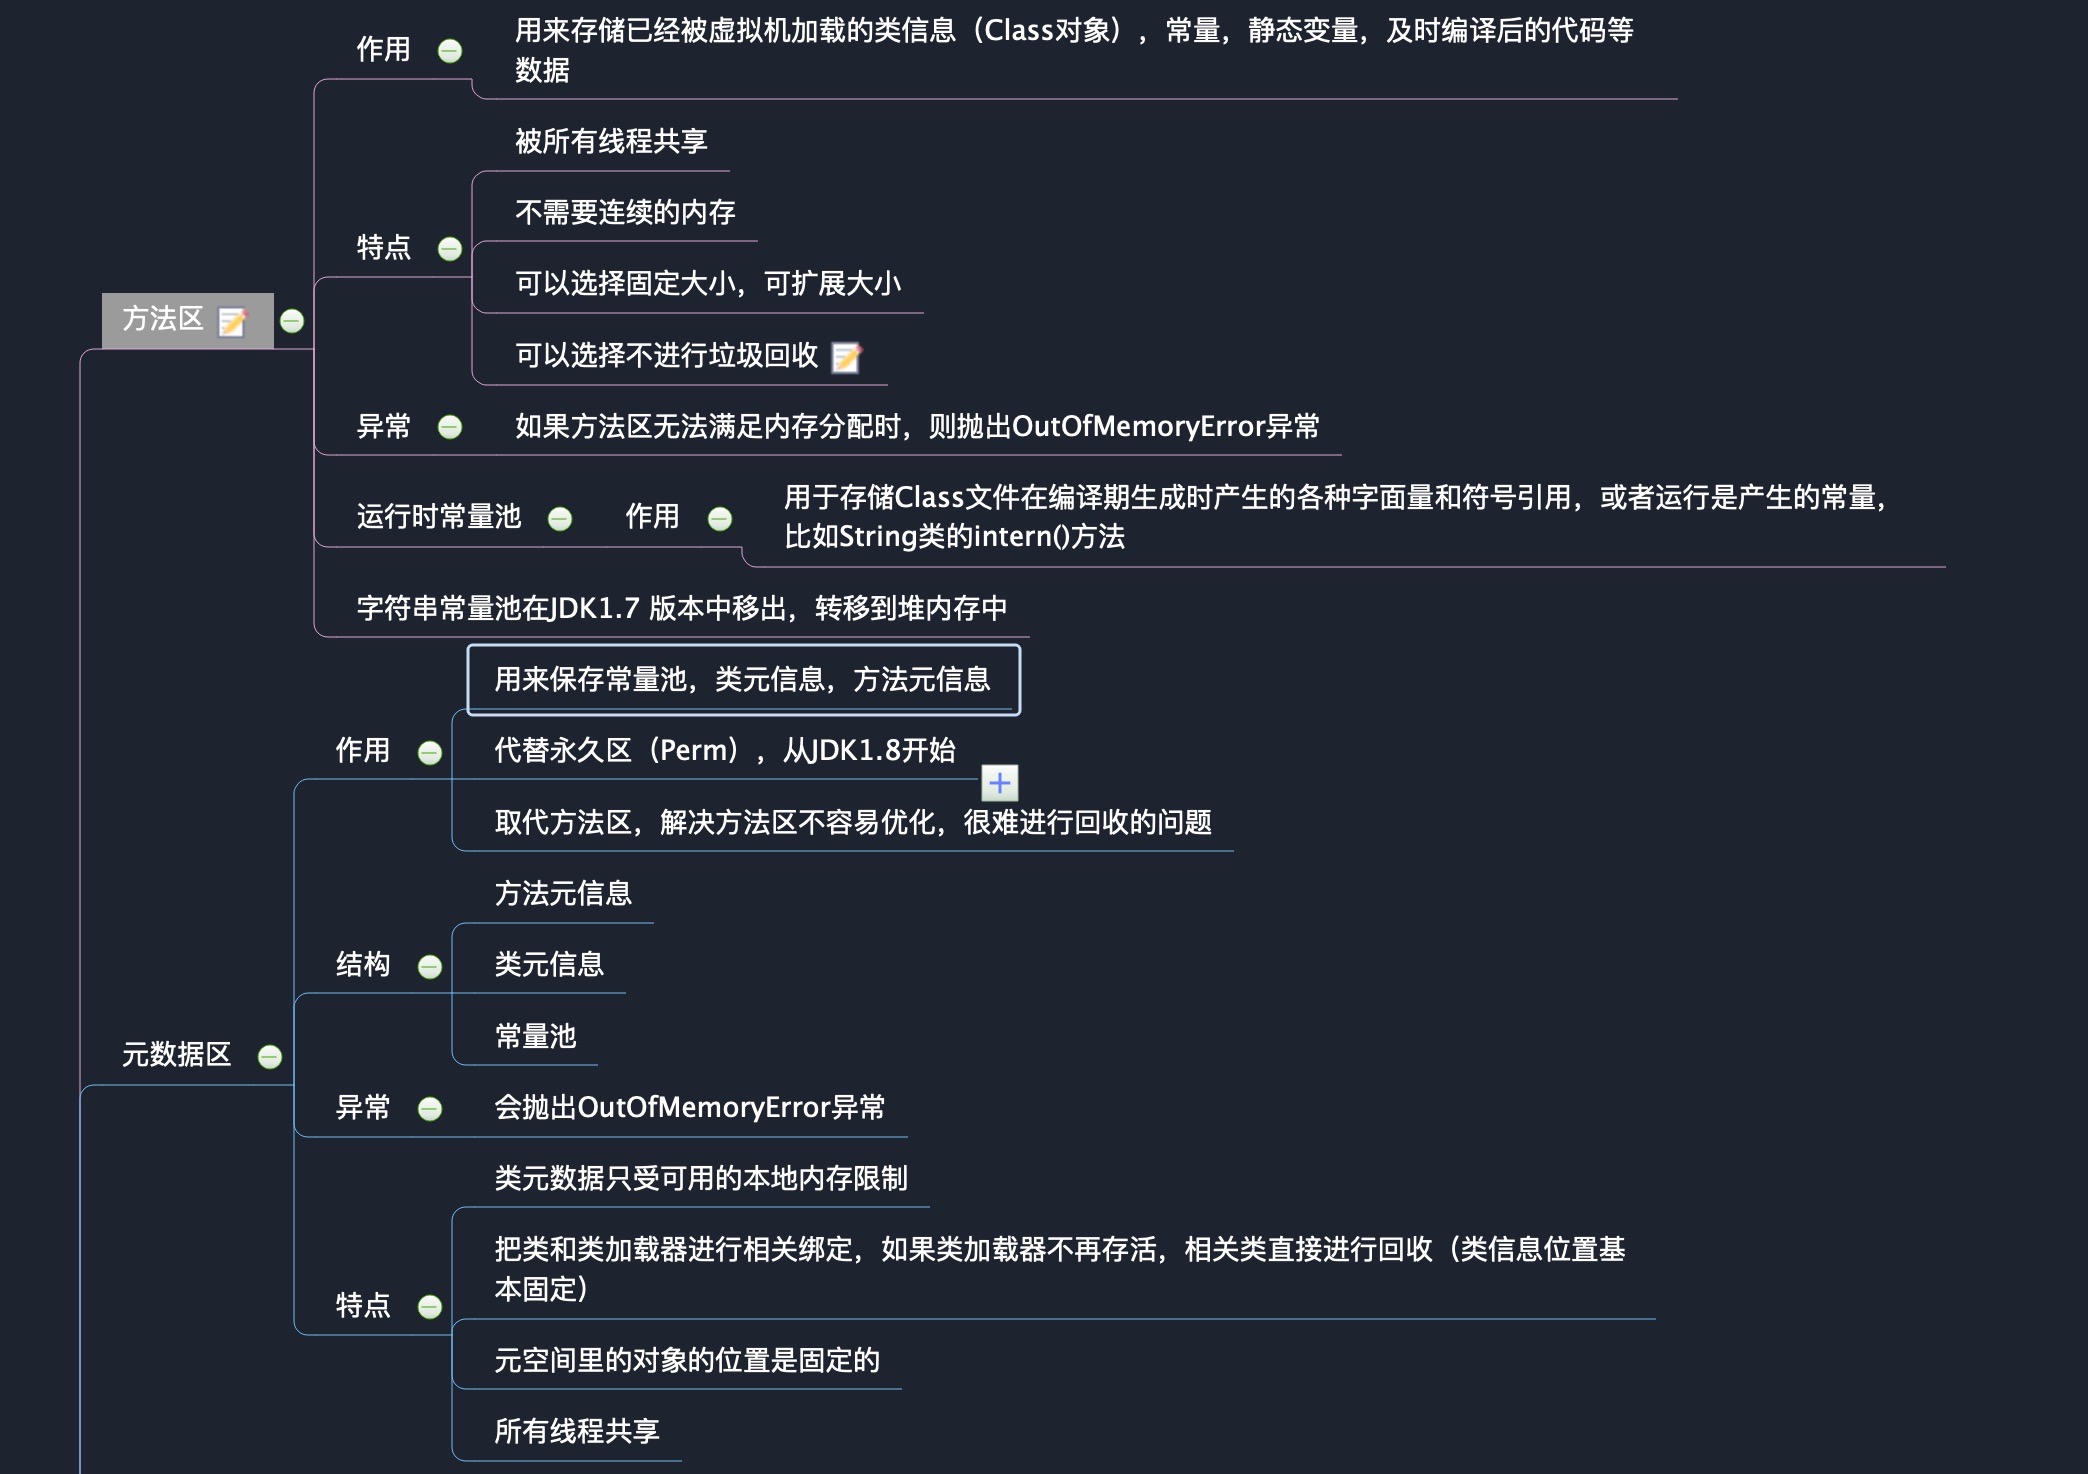 作用
用来存储已经被虚拟机加载的类信息（Class对象），常量，静态变量，及时编译后的代码等
数据
被所有线程共享
不需要连续的内存
特点
可以选择固定大小，可扩展大小
方法区
可以选择不进行垃圾回收
异常
如果方法区无法满足内存分配时，则抛出OutOfMemoryError异常
运行时常量池
作用
用于存储Class文件在编译期生成时产生的各种字面量和符号引用，或者运行是产生的常量，
比如String类的intern()方法
字符串常量池在JDK1.7 版本中移出，转移到堆内存中
用来保存常量池，类元信息，方法元信息
作用
代替永久区（Perm），从JDK1.8开始
取代方法区，解决方法区不容易优化，很难进行回收的问题
方法元信息
结构
类元信息
常量池
元数据区
异常
会抛出OutOfMemoryError异常
类元数据只受可用的本地内存限制
把类和类加载器进行相关绑定，如果类加载器不再存活，相关类直接进行回收（类信息位置基
本固定）
特点
元空间里的对象的位置是固定的
所有线程共享